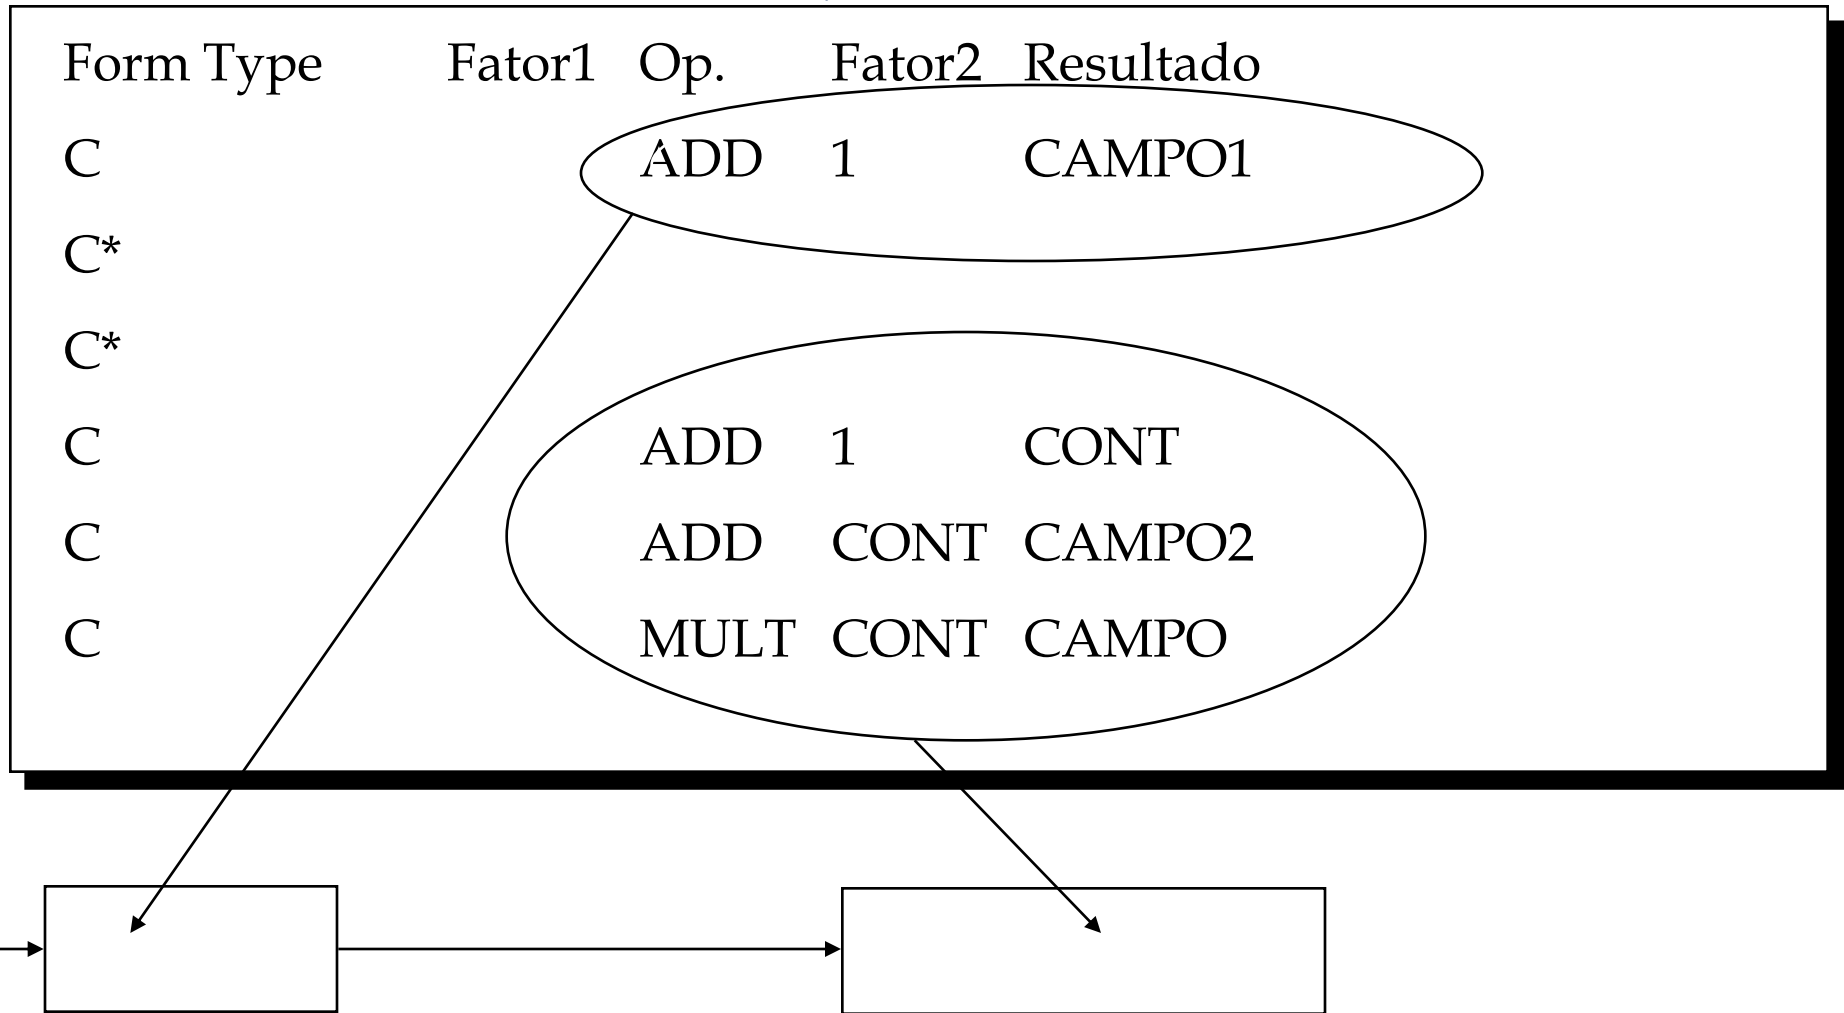 Form Type Fator1 Op. Fator2 Resultado
C ADD 1 CAMPO1
C*
C*
C ADD 1 CONT
C ADD CONT CAMPO2
C MULT CONT CAMPO